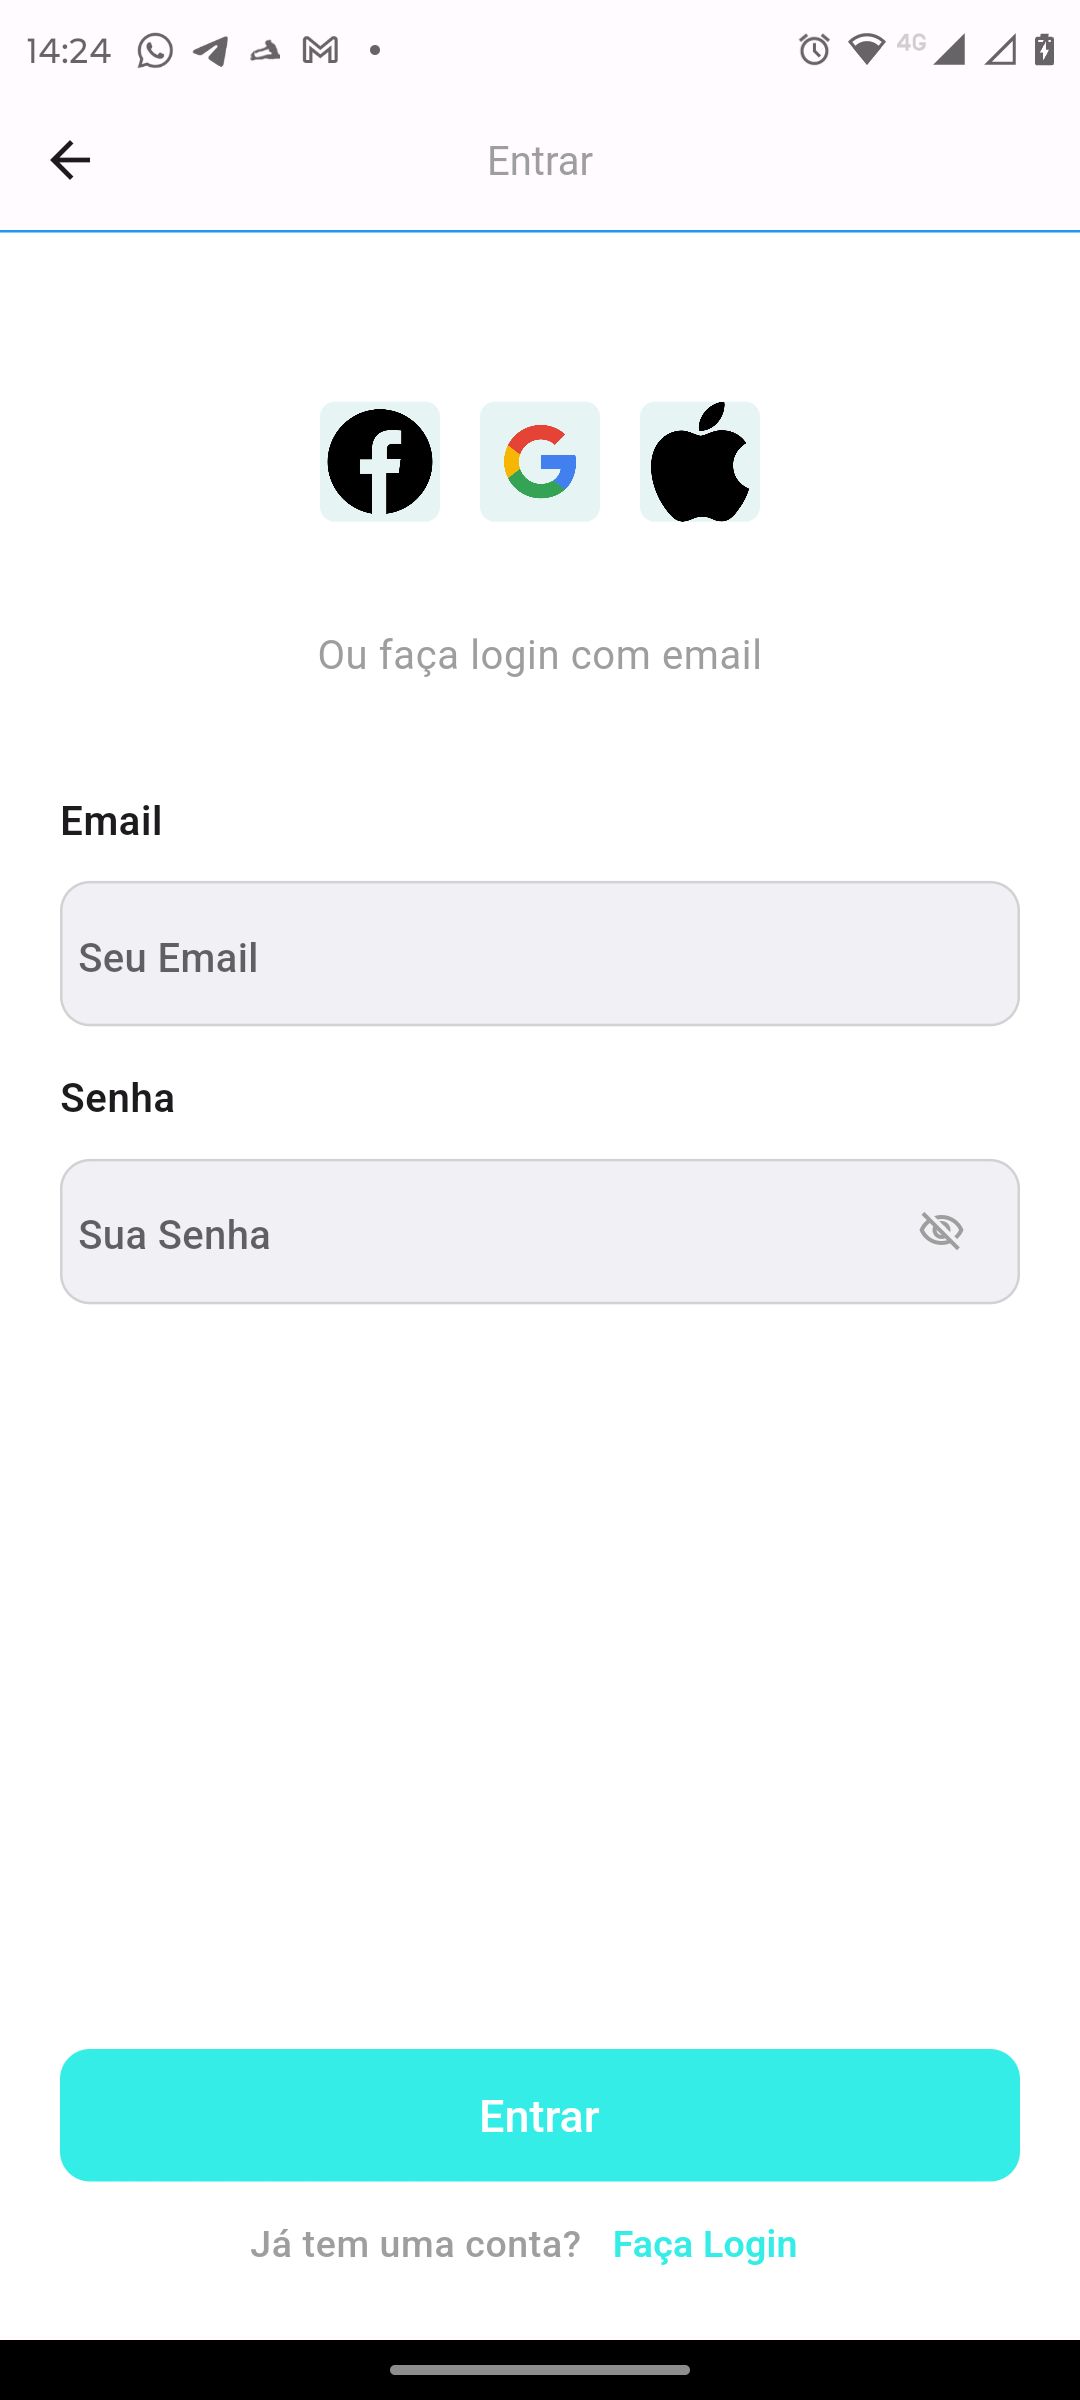 14:24
4G
Entrar
Ou faça login com email
Email
Seu Email
Senha
Sua Senha
Entrar
Já tem uma conta? Faça Login